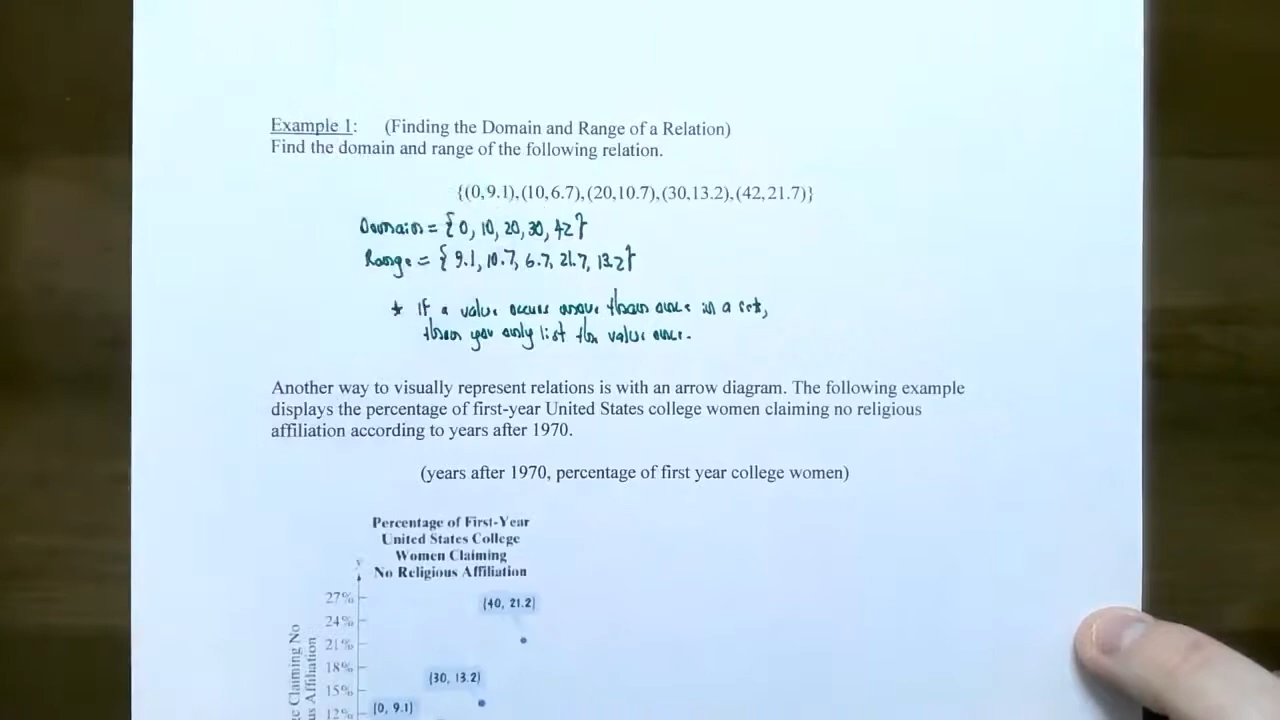 Example 1: (Finding the Domain and Range of a Relation)
Find the domain and range of the following relation.
{(0,9.1),(10,6.7),(20,10.7),(30,13.2),(42,21.7)}
Domain = {0, 10, 20, 30, 42}
Range = {9.1, 10.7, 6.7, 21.7, 13.2}
* If a value occurs more than once in a set,
then you only list the value once.
Another way to visually represent relations is with an arrow diagram. The following example
displays the percentage of first-year United States college women claiming no religious
affiliation according to years after 1970.
(years after 1970, percentage of first year college women)
Percentage of First-Year
United States College
Women Claiming
No Religious Affiliation
y
27%
(40, 21.2)
24%
21%
18%
(30, 13.2)
15%
12%
(0, 9.1)
Claiming No
Affiliation